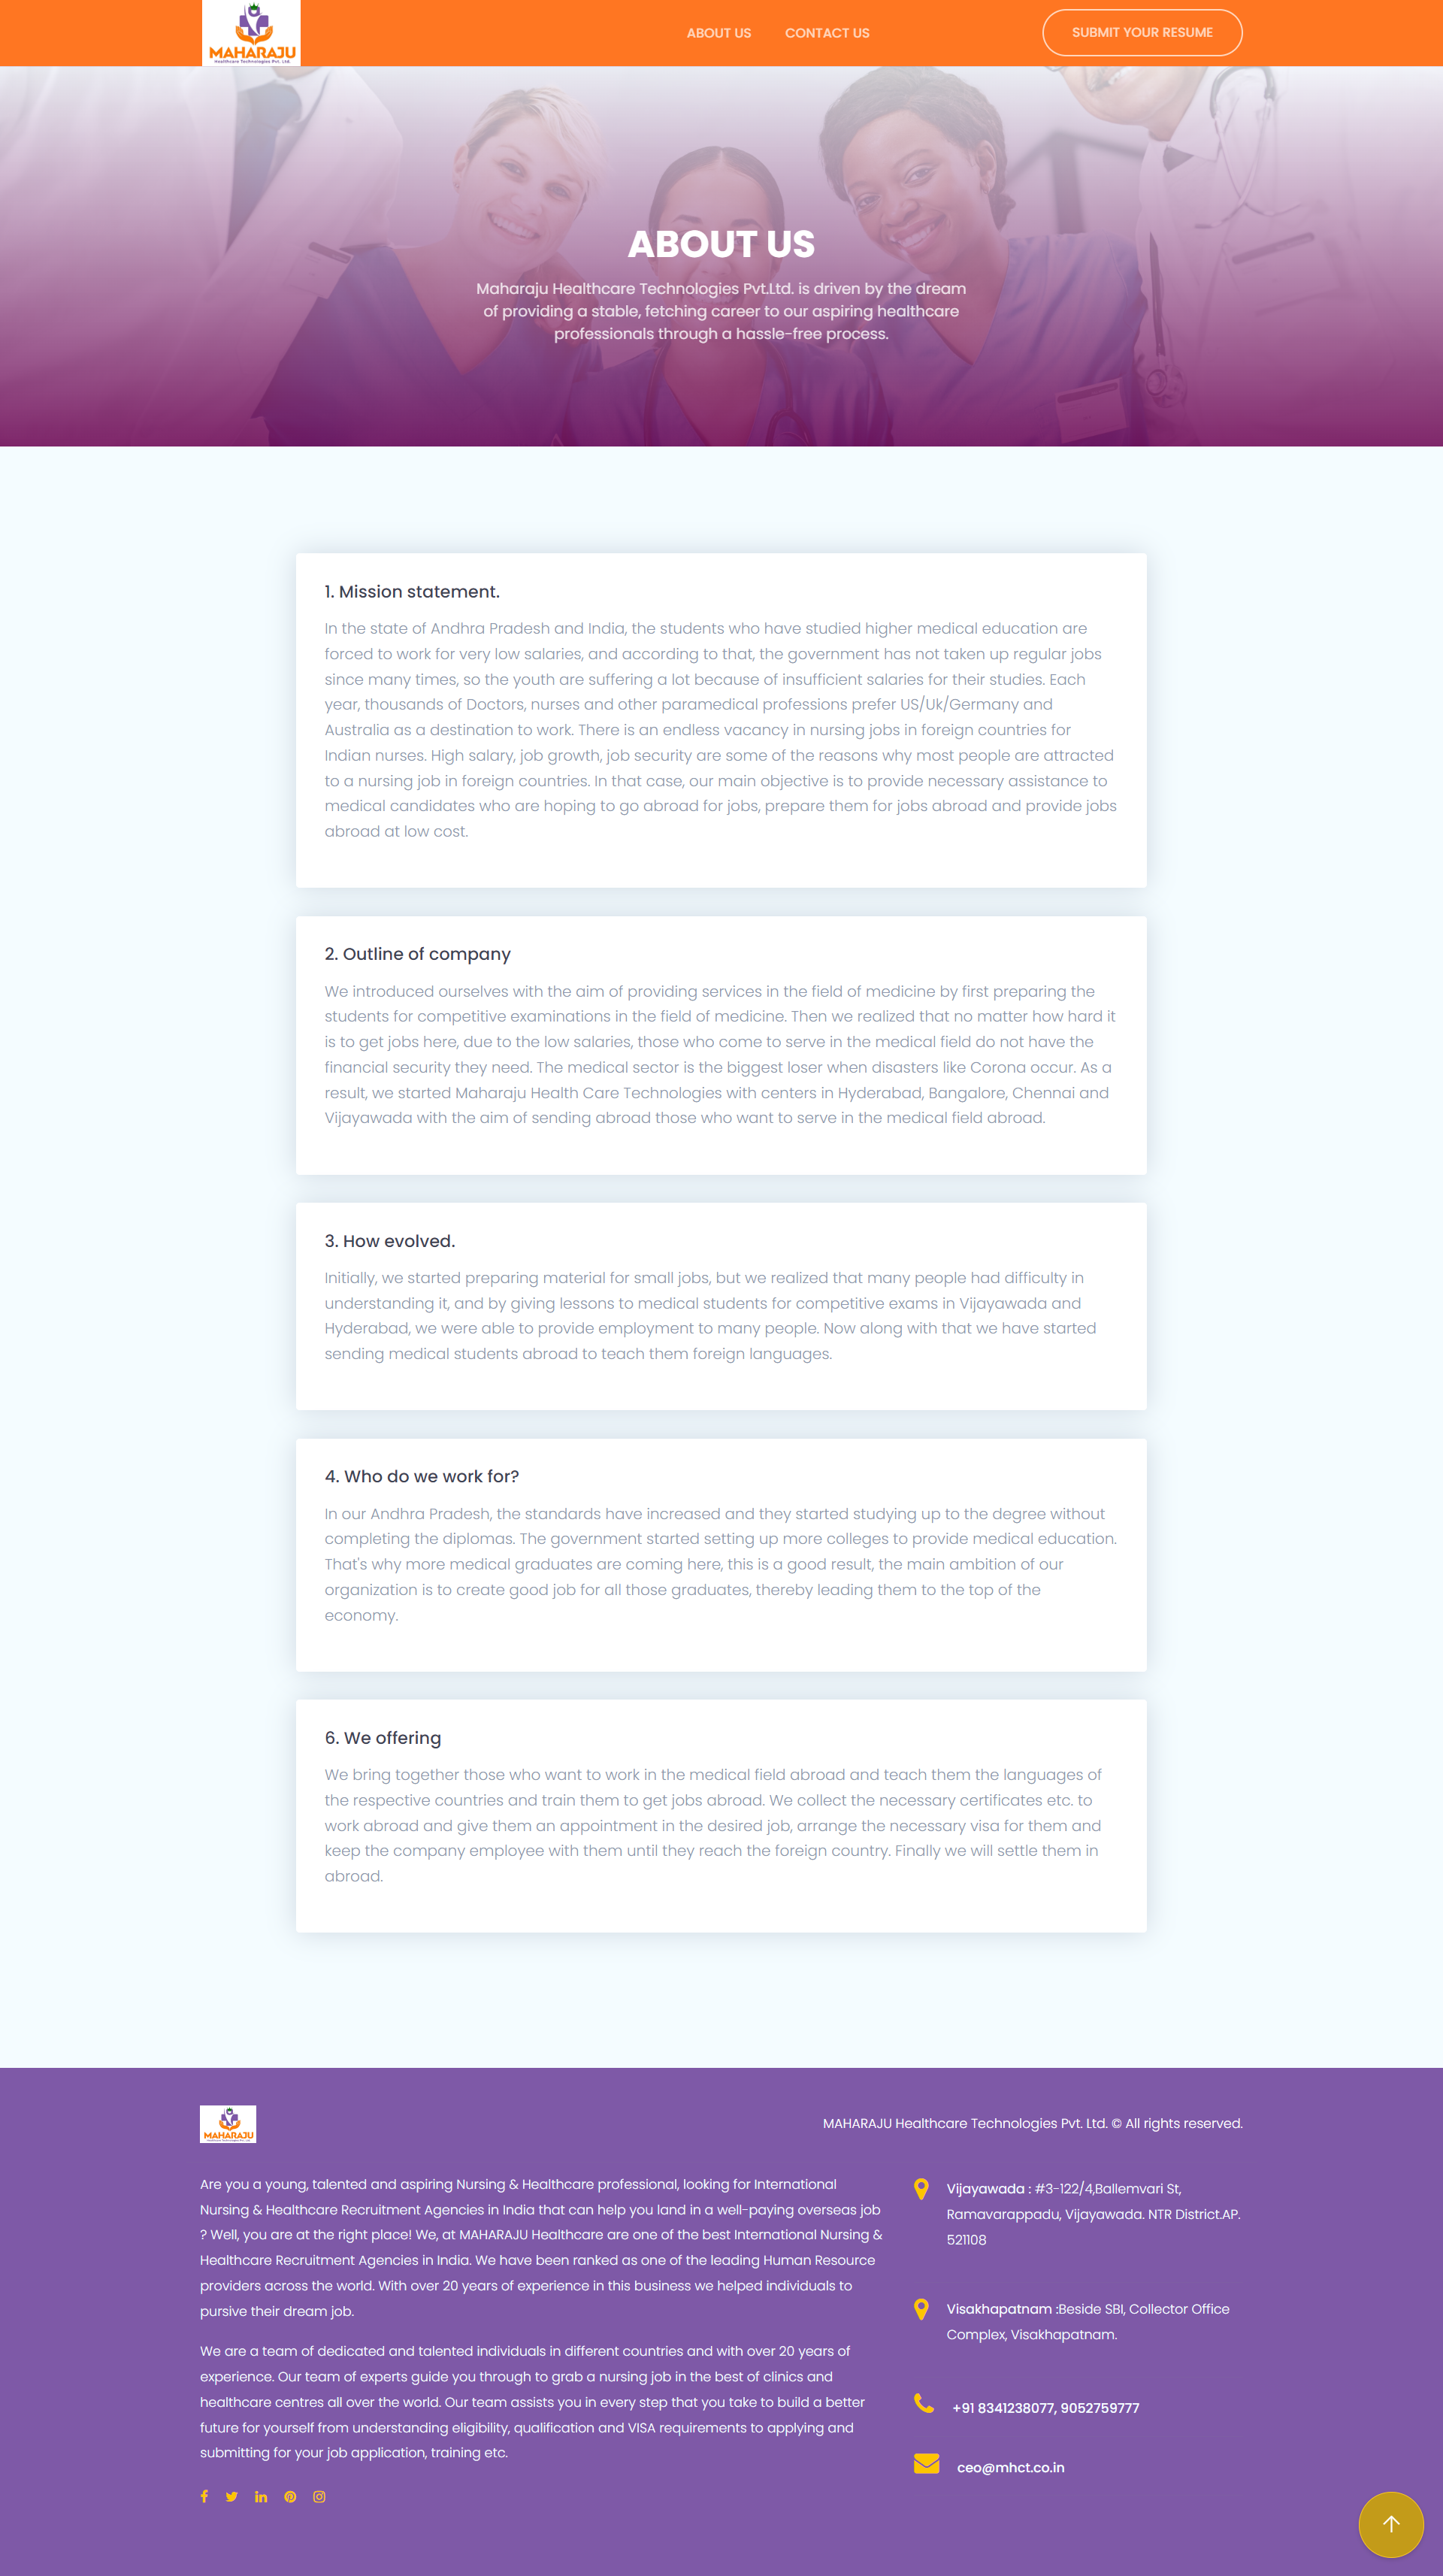 MAHARAJU
Healthcare Technologies Pvt. Ltd.
ABOUT US
CONTACT US
SUBMIT YOUR RESUME
ABOUT US
Maharaju Healthcare Technologies Pvt.Ltd. is driven by the dream
of providing a stable, fetching career to our aspiring healthcare
professionals through a hassle-free process.
1. Mission statement.
In the state of Andhra Pradesh and India, the students who have studied higher medical education are
forced to work for very low salaries, and according to that, the government has not taken up regular jobs
since many times, so the youth are suffering a lot because of insufficient salaries for their studies. Each
year, thousands of Doctors, nurses and other paramedical professions prefer US/Uk/Germany and
Australia as a destination to work. There is an endless vacancy in nursing jobs in foreign countries for
Indian nurses. High salary, job growth, job security are some of the reasons why most people are attracted
to a nursing job in foreign countries. In that case, our main objective is to provide necessary assistance to
medical candidates who are hoping to go abroad for jobs, prepare them for jobs abroad and provide jobs
abroad at low cost.
2. Outline of company
We introduced ourselves with the aim of providing services in the field of medicine by first preparing the
students for competitive examinations in the field of medicine. Then we realized that no matter how hard it
is to get jobs here, due to the low salaries, those who come to serve in the medical field do not have the
financial security they need. The medical sector is the biggest loser when disasters like Corona occur. As a
result, we started Maharaju Health Care Technologies with centers in Hyderabad, Bangalore, Chennai and
Vijayawada with the aim of sending abroad those who want to serve in the medical field abroad.
3. How evolved.
Initially, we started preparing material for small jobs, but we realized that many people had difficulty in
understanding it, and by giving lessons to medical students for competitive exams in Vijayawada and
Hyderabad, we were able to provide employment to many people. Now along with that we have started
sending medical students abroad to teach them foreign languages.
4. Who do we work for?
In our Andhra Pradesh, the standards have increased and they started studying up to the degree without
completing the diplomas. The government started setting up more colleges to provide medical education.
That's why more medical graduates are coming here, this is a good result, the main ambition of our
organization is to create good job for all those graduates, thereby leading them to the top of the
economy.
6. We offering
We bring together those who want to work in the medical field abroad and teach them the languages of
the respective countries and train them to get jobs abroad. We collect the necessary certificates etc. to
work abroad and give them an appointment in the desired job, arrange the necessary visa for them and
keep the company employee with them until they reach the foreign country. Finally we will settle them in
abroad.
MAHARAJU
MAHARAJU Healthcare Technologies Pvt. Ltd. © All rights reserved.
Are you a young, talented and aspiring Nursing & Healthcare professional, looking for International
Nursing & Healthcare Recruitment Agencies in India that can help you land in a well-paying overseas job
? Well, you are at the right place! We, at MAHARAJU Healthcare are one of the best International Nursing &
Healthcare Recruitment Agencies in India. We have been ranked as one of the leading Human Resource
providers across the world. With over 20 years of experience in this business we helped individuals to
pursive their dream job.
We are a team of dedicated and talented individuals in different countries and with over 20 years of
experience. Our team of experts guide you through to grab a nursing job in the best of clinics and
healthcare centres all over the world. Our team assists you in every step that you take to build a better
future for yourself from understanding eligibility, qualification and VISA requirements to applying and
submitting for your job application, training etc.
Vijayawada : #3-122/4,Ballemvari St,
Ramavarappadu, Vijayawada. NTR District.AP.
521108
Visakhapatnam :Beside SBI, Collector Office
Complex, Visakhapatnam.
+91 8341238077, 9052759777
ceo@mhct.co.in